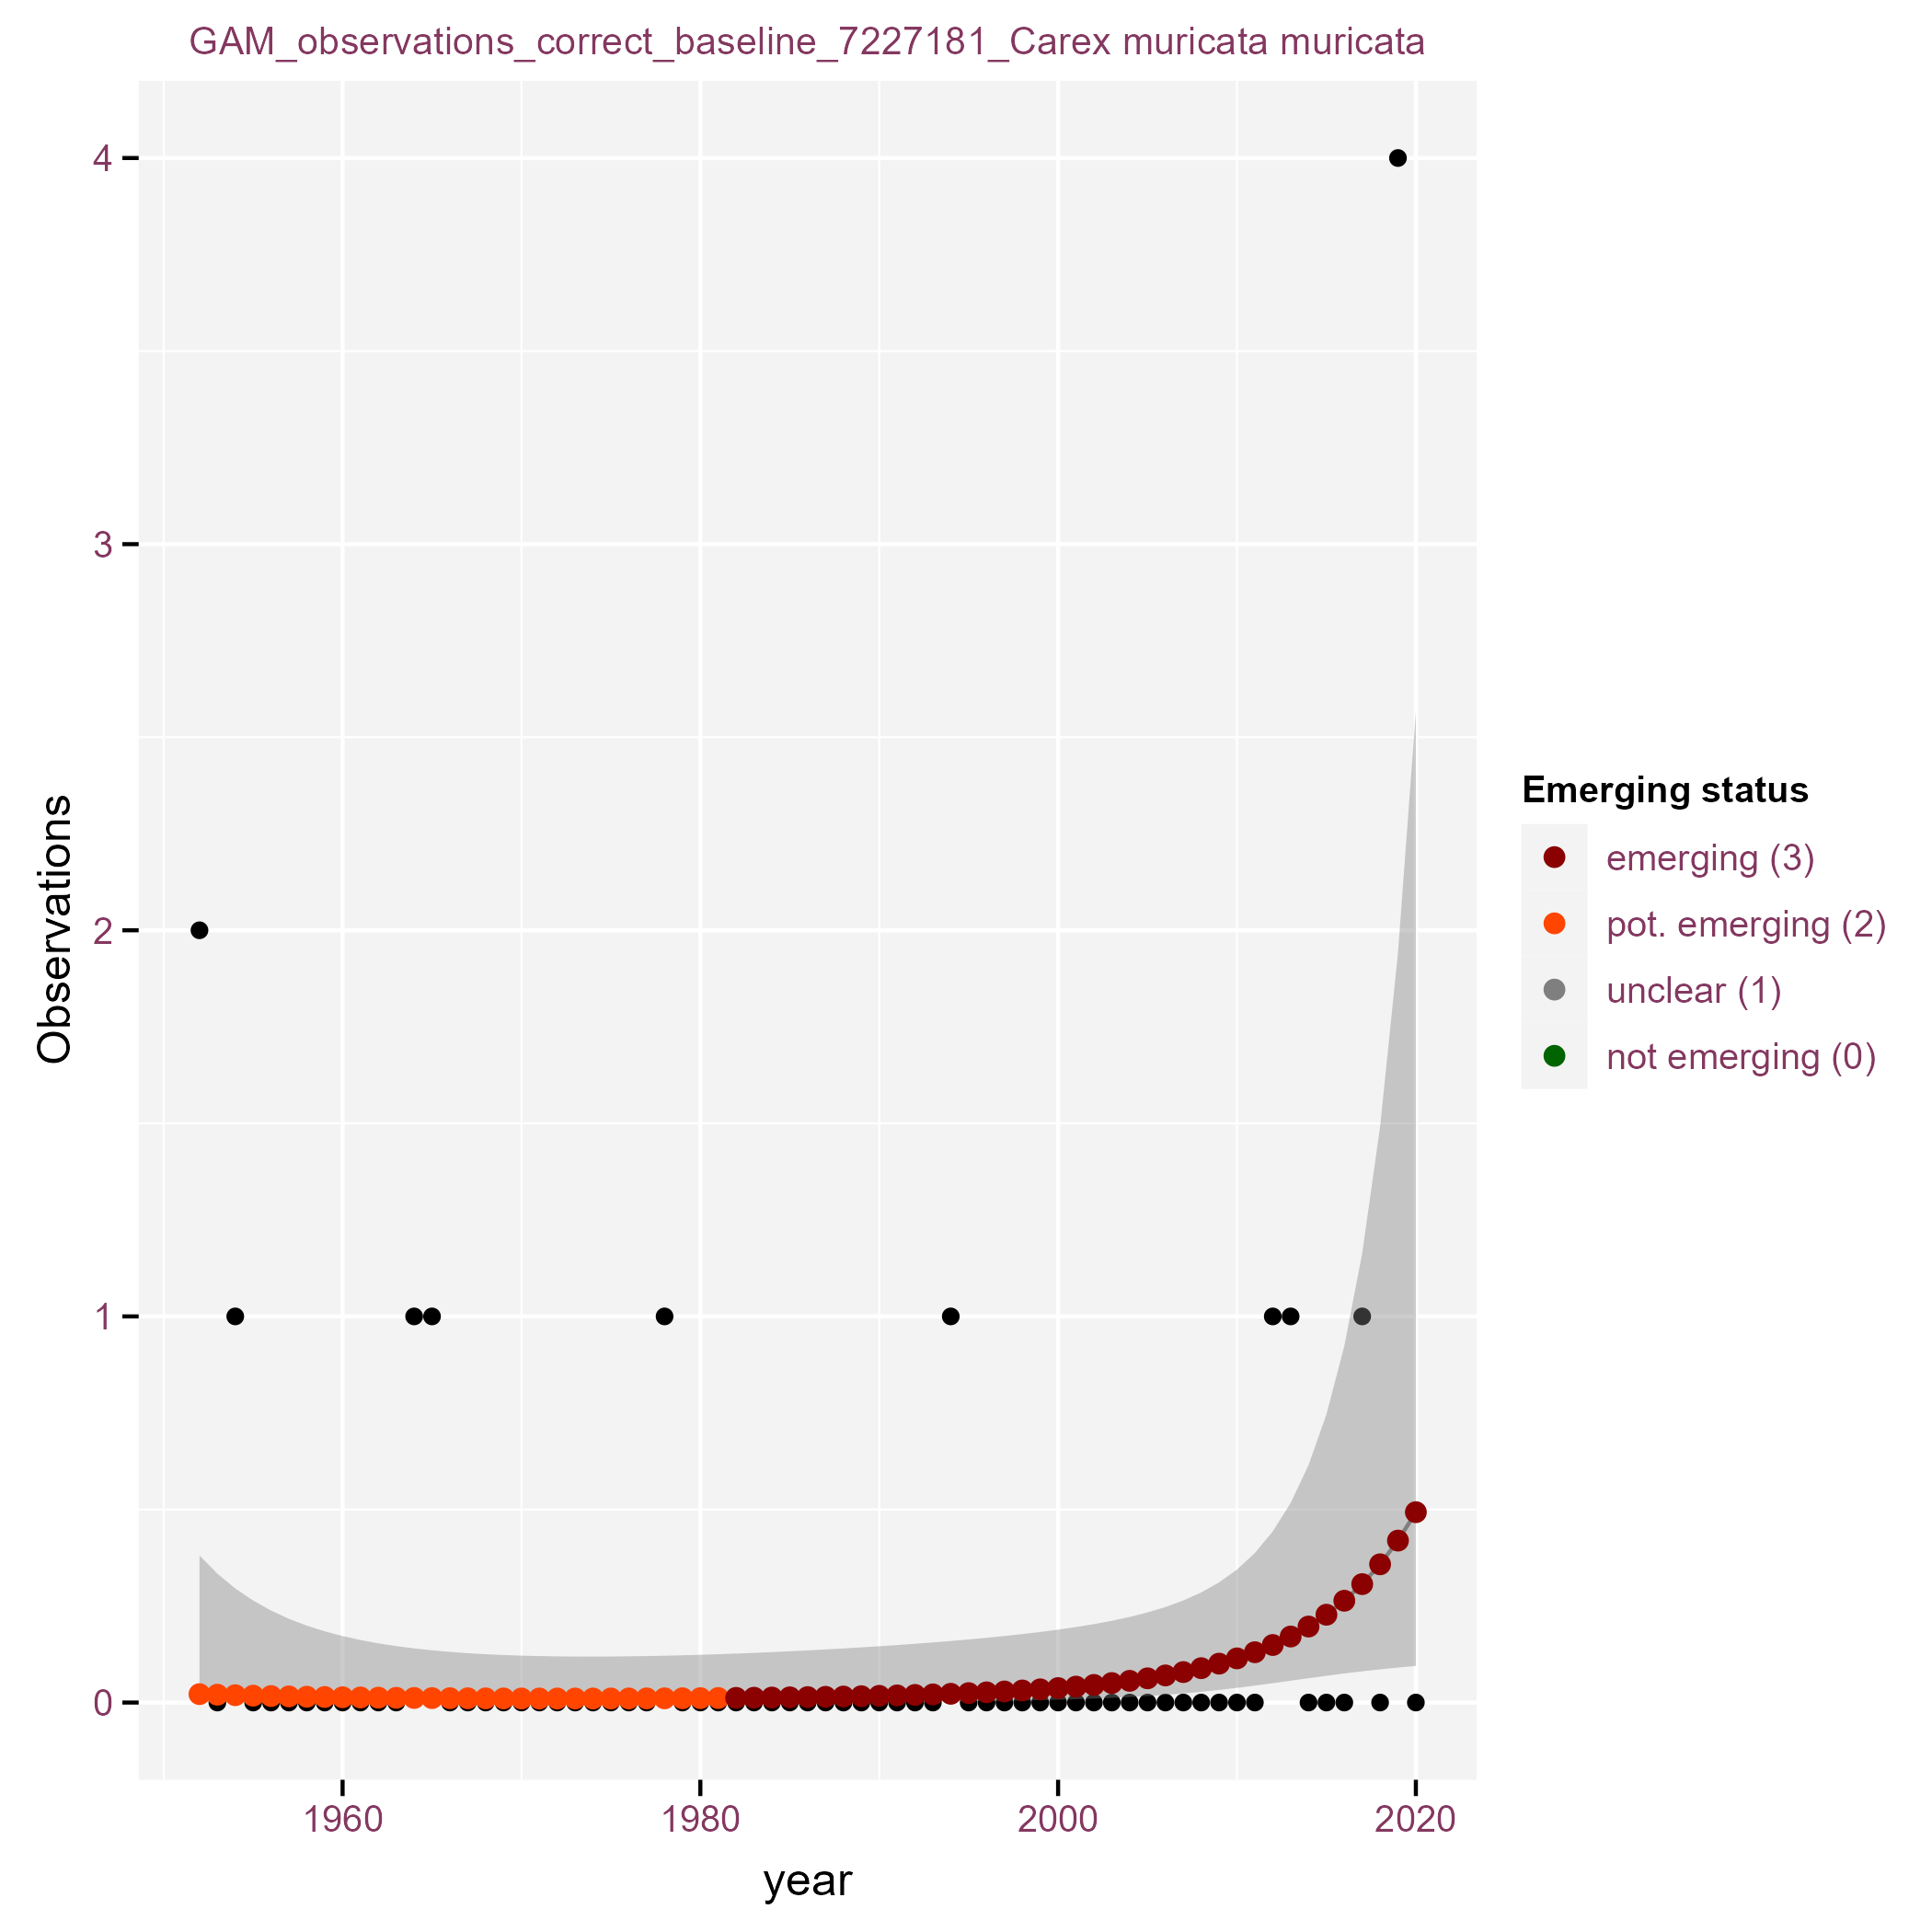 GAM_observations_correct_baseline_7227181_Carex muricata muricata
4
3
2
1
0
Observations
1960
1980
2000
2020
year
Emerging status
emerging (3)
pot. emerging (2)
unclear (1)
not emerging (0)